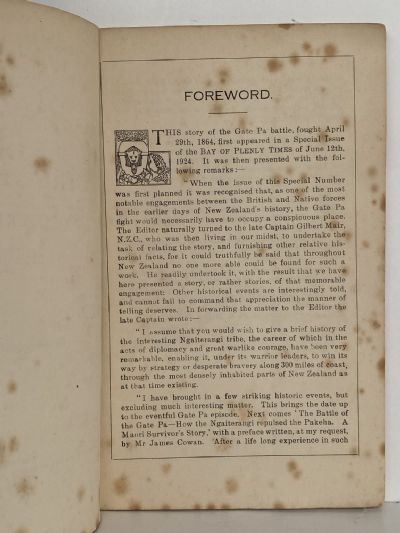 FOREWORD.
THIS story of the Gate Pa battle, fought April
29th, 1864, first appeared in a Special Issue
of the BAY OF PLENLY TIMES of June 12th,
1924. It was then presented with the fol-
lowing remarks:—
"When the issue of this Special Number
was first planned it was recognised that, as one of the most
notable engagements between the British and Native forces
in the earlier days of New Zealand's history, the Gate Pa
fight would necessarily have to occupy a conspicuous place.
The Editor naturally turned to the late Captain Gilbert Mair,
N.Z.C., who was then living in our midst, to undertake the
task of relating the story, and furnishing other relative his-
torical facts, for it could truthfully be said that throughout
New Zealand no one more able could be found for such a
work. He readily undertook it, with the result that we have
here presented a story, or rather stories, of that memorable
engagement: Other historical events are interestingly told,
and cannot fail to command that appreciation the manner of
telling deserves. In forwarding the matter to the Editor the
late Captain wrote:—
"I assume that you would wish to give a brief history of
the interesting Ngaiterangi tribe, the career of which in the
acts of diplomacy and great warlike courage, have been very
remarkable, enabling it, under its warrior leaders, to win its
way by strategy or desperate bravery along 300 miles of coast,
through the most densely inhabited parts of New Zealand as
at that time existing.
"I have brought in a few striking historic events, but
excluding much interesting matter. This brings the date up
to the eventful Gate Pa episode. Next comes 'The Battle of
the Gate Pa—How the Ngaiterangi repulsed the Pakeha. A
Maori Survivor's Story,' with a preface written, at my request,
by Mr James Cowan. 'After a life long experience in such